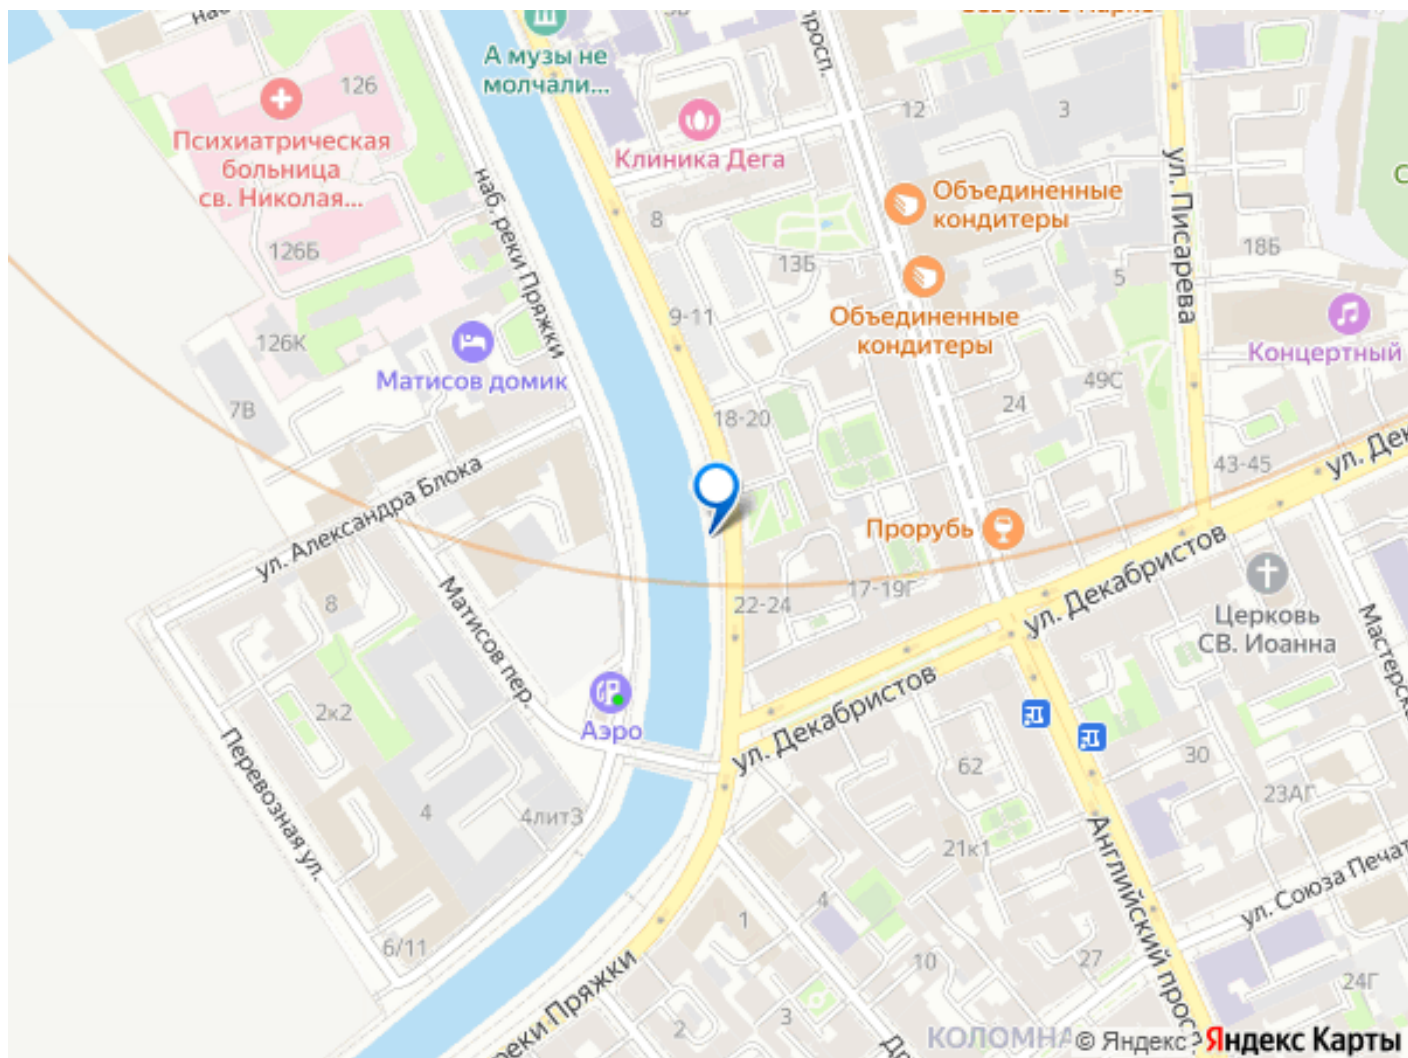 наб.
А музы не
молчали...
просп.
126
Психиатрическая
больница
св. Николая...
126Б
126К
7В
наб. реки Пряжки
Клиника Дега
12
3
8
Объединенные
кондитеры
13Б
9-11
Объединенные
кондитеры
ул. Писарева
18Б
5
Концертный
Матисов домик
18-20
49С
24
43-45
ул. Дек
ул. Александра Блока
Прорубь
17-19Г
22-24
ул. Декабристов
Церковь
СВ. Иоанна
Мастерск
8
Матисов пер.
2к2
Аэро
ул. Декабристов
Перевозная ул.
4
4лит3
62
30
23АГ
21к1
Английский просп
ул. Союза Печат
6/11
1
4
10
27
24Г
реки Пряжки
2
3
КОЛОМНА
© Яндекс
Яндекс Карты